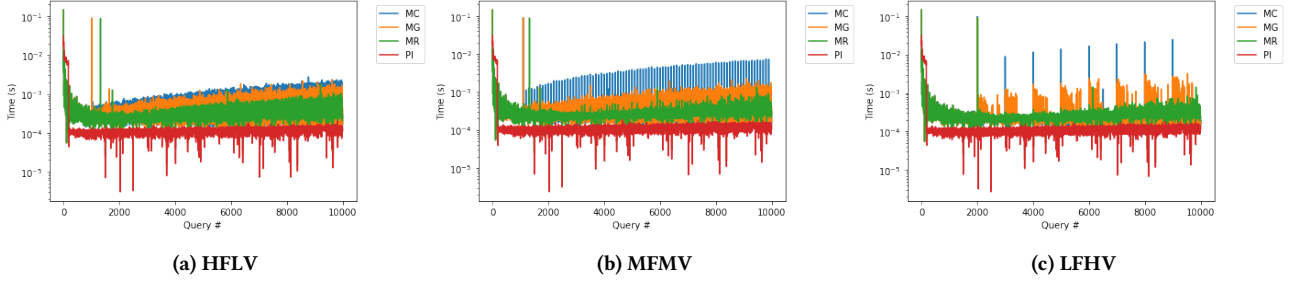 10⁻¹
10⁻²
10⁻³
10⁻⁴
10⁻⁵
Time (s)
0 2000 4000 6000 8000 10000
Query #
MC
MG
MR
PI
(a) HFLV
10⁻¹
10⁻²
10⁻³
10⁻⁴
10⁻⁵
Time (s)
0 2000 4000 6000 8000 10000
Query #
MC
MG
MR
PI
(b) MFMV
10⁻¹
10⁻²
10⁻³
10⁻⁴
10⁻⁵
Time (s)
0 2000 4000 6000 8000 10000
Query #
MC
MG
MR
PI
(c) LFHV